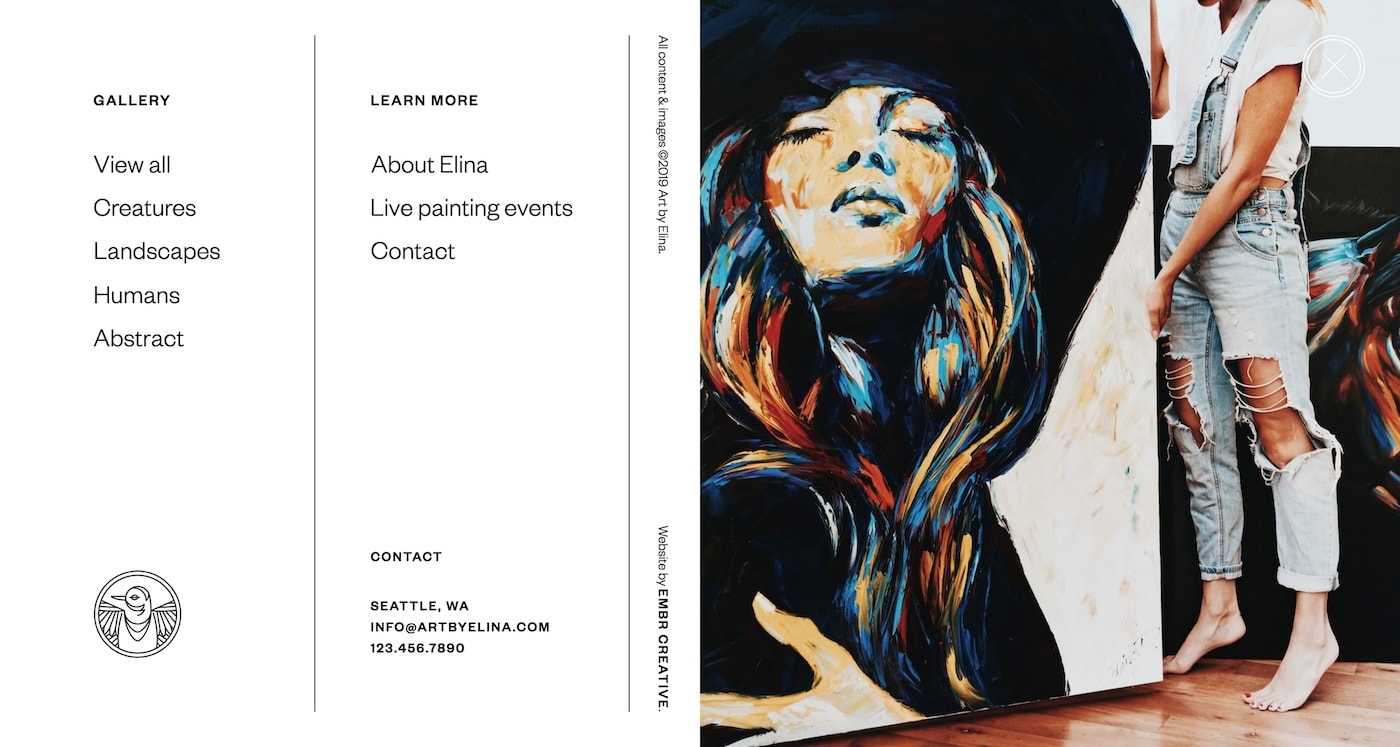 GALLERY
View all
Creatures
Landscapes
Humans
Abstract
LEARN MORE
About Elina
Live painting events
Contact
CONTACT
SEATTLE, WA
INFO@ARTBYELINA.COM
123.456.7890
All content & images ©2019 Art by Elina.
Website by EMBR CREATIVE.